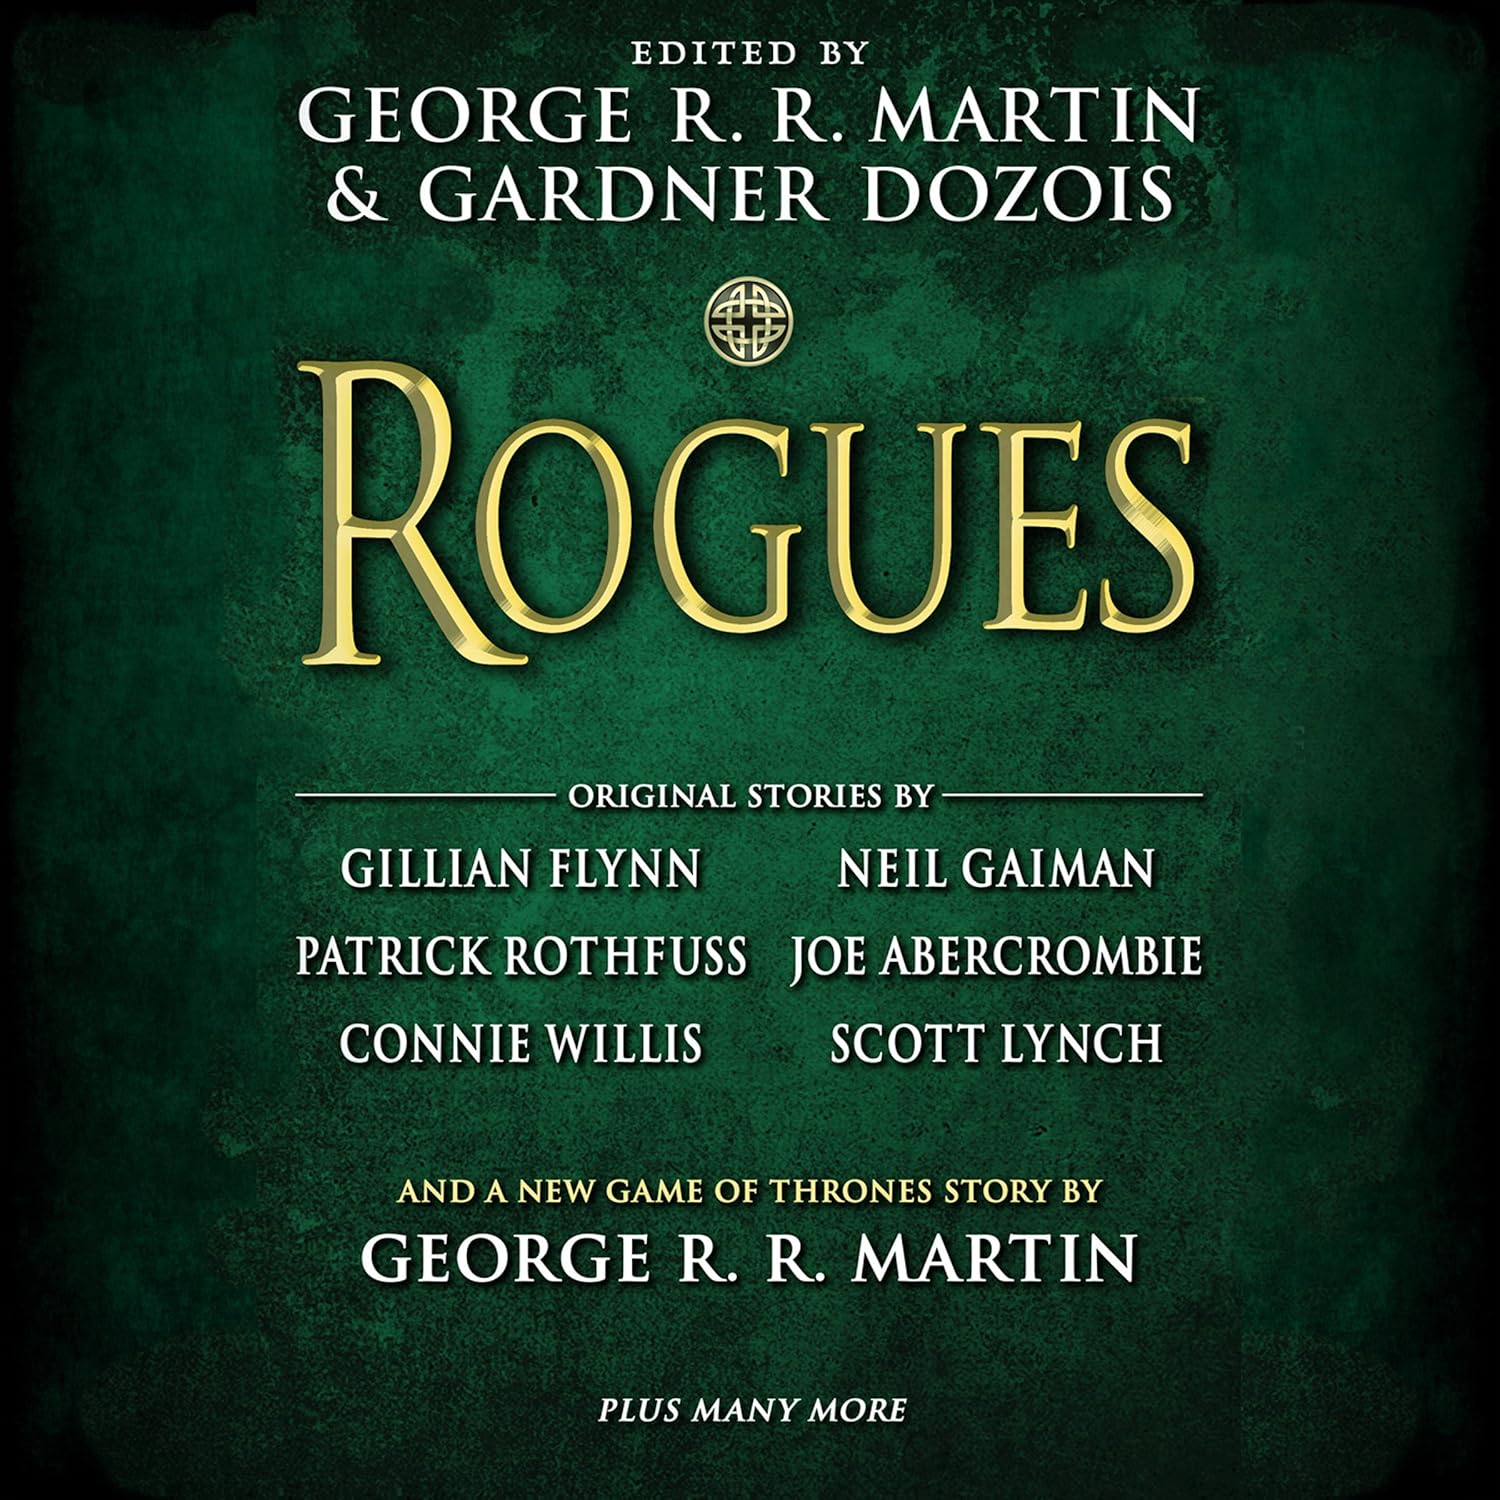 EDITED BY
GEORGE R. R. MARTIN
& GARDNER DOZOIS
ROGUES
ORIGINAL STORIES BY
GILLIAN FLYNN NEIL GAIMAN
PATRICK ROTHFUSS JOE ABERCROMBIE
CONNIE WILLIS SCOTT LYNCH
AND A NEW GAME OF THRONES STORY BY
GEORGE R. R. MARTIN
PLUS MANY MORE